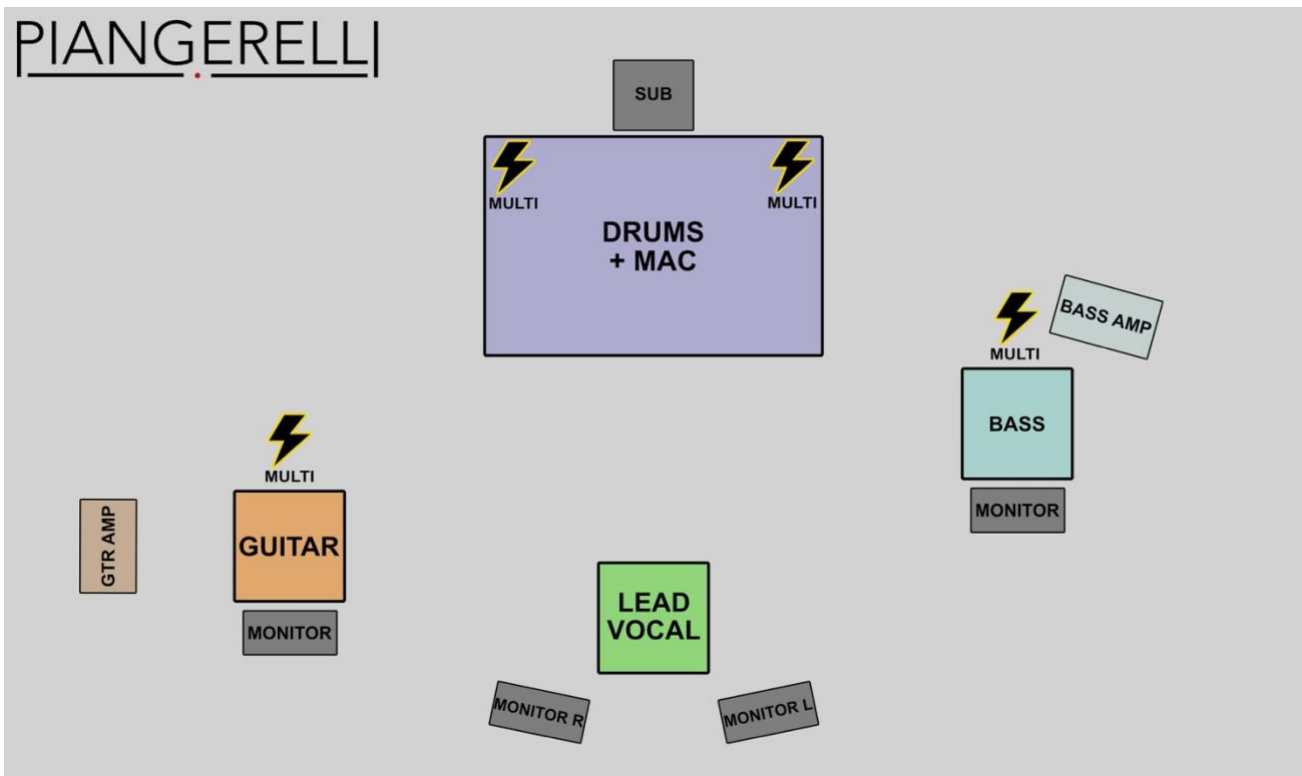 PIANGERELLI
SUB
MULTI
MULTI
DRUMS
+ MAC
BASS AMP
MULTI
BASS
MONITOR
MULTI
GTR AMP
GUITAR
MONITOR
LEAD
VOCAL
MONITOR R
MONITOR L